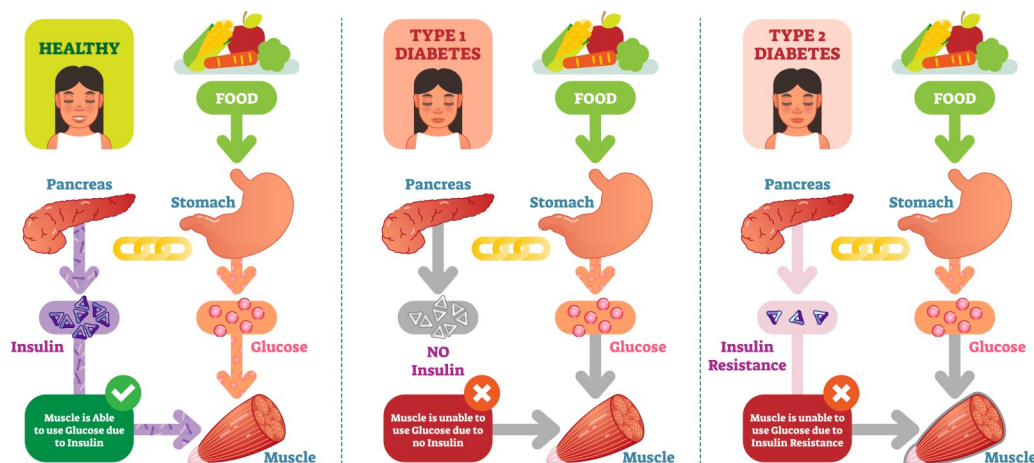 HEALTHY
FOOD
Pancreas
Stomach
Insulin
Glucose
Muscle is Able
to use Glucose due
to Insulin
Muscle
TYPE 1
DIABETES
FOOD
Pancreas
Stomach
NO
Insulin
Glucose
Muscle is unable to
use Glucose due to
no Insulin
Muscle
TYPE 2
DIABETES
FOOD
Pancreas
Stomach
Insulin
Resistance
Glucose
Muscle is unable to
use Glucose due to
Insulin Resistance
Muscle